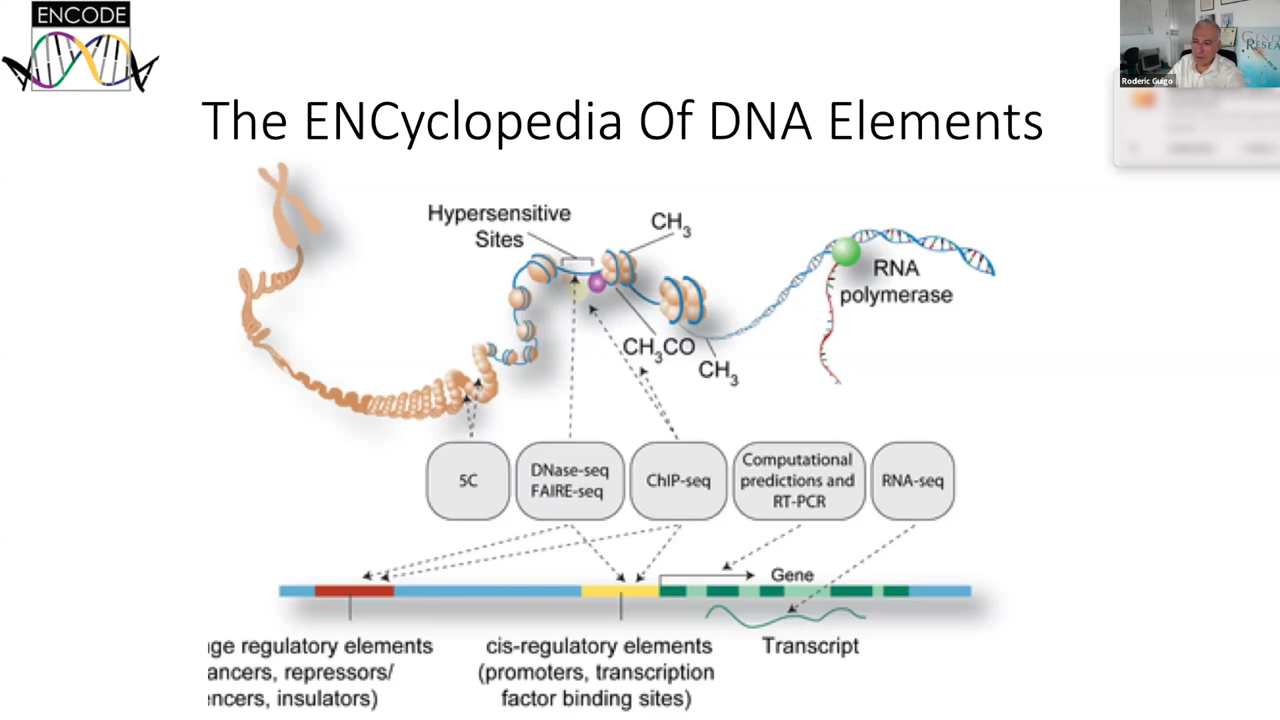 ENCODE
Roderic Guigo
The ENCyclopedia Of DNA Elements
Hypersensitive
Sites
CH3
RNA
polymerase
CH3CO
CH3
5C
DNase-seq
FAIRE-seq
ChIP-seq
Computational
predictions and
RT-PCR
RNA-seq
Gene
ge regulatory elements
ancers, repressors/
encers, insulators)
cis-regulatory elements
(promoters, transcription
factor binding sites)
Transcript